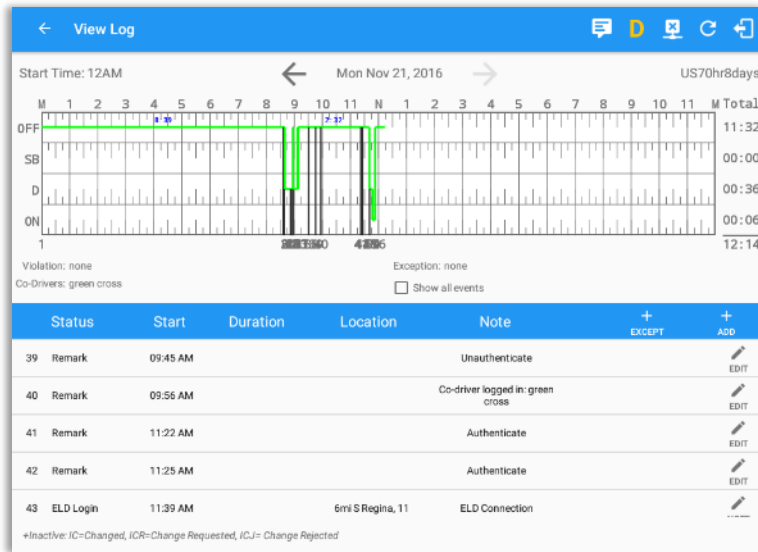 View Log
D
Start Time: 12AM
Mon Nov 21, 2016
US70hr8days
M 1 2 3 4 5 6 7 8 9 10 11 N 1 2 3 4 5 6 7 8 9 10 11 M Total
OFF 8:39 2:32 11:32
SB 00:00
D 00:36
ON 00:06
1 12:14
Violation: none
Exception: none
Co-Drivers: green cross
Show all events
Status Start Duration Location Note + EXCEPT + ADD
39 Remark 09:45 AM Unauthenticate EDIT
40 Remark 09:56 AM Co-driver logged in: green
cross EDIT
41 Remark 11:22 AM Authenticate EDIT
42 Remark 11:25 AM Authenticate EDIT
43 ELD Login 11:39 AM 6mi S Regina, 11 ELD Connection
+Inactive: IC=Changed, ICR=Change Requested, ICJ= Change Rejected